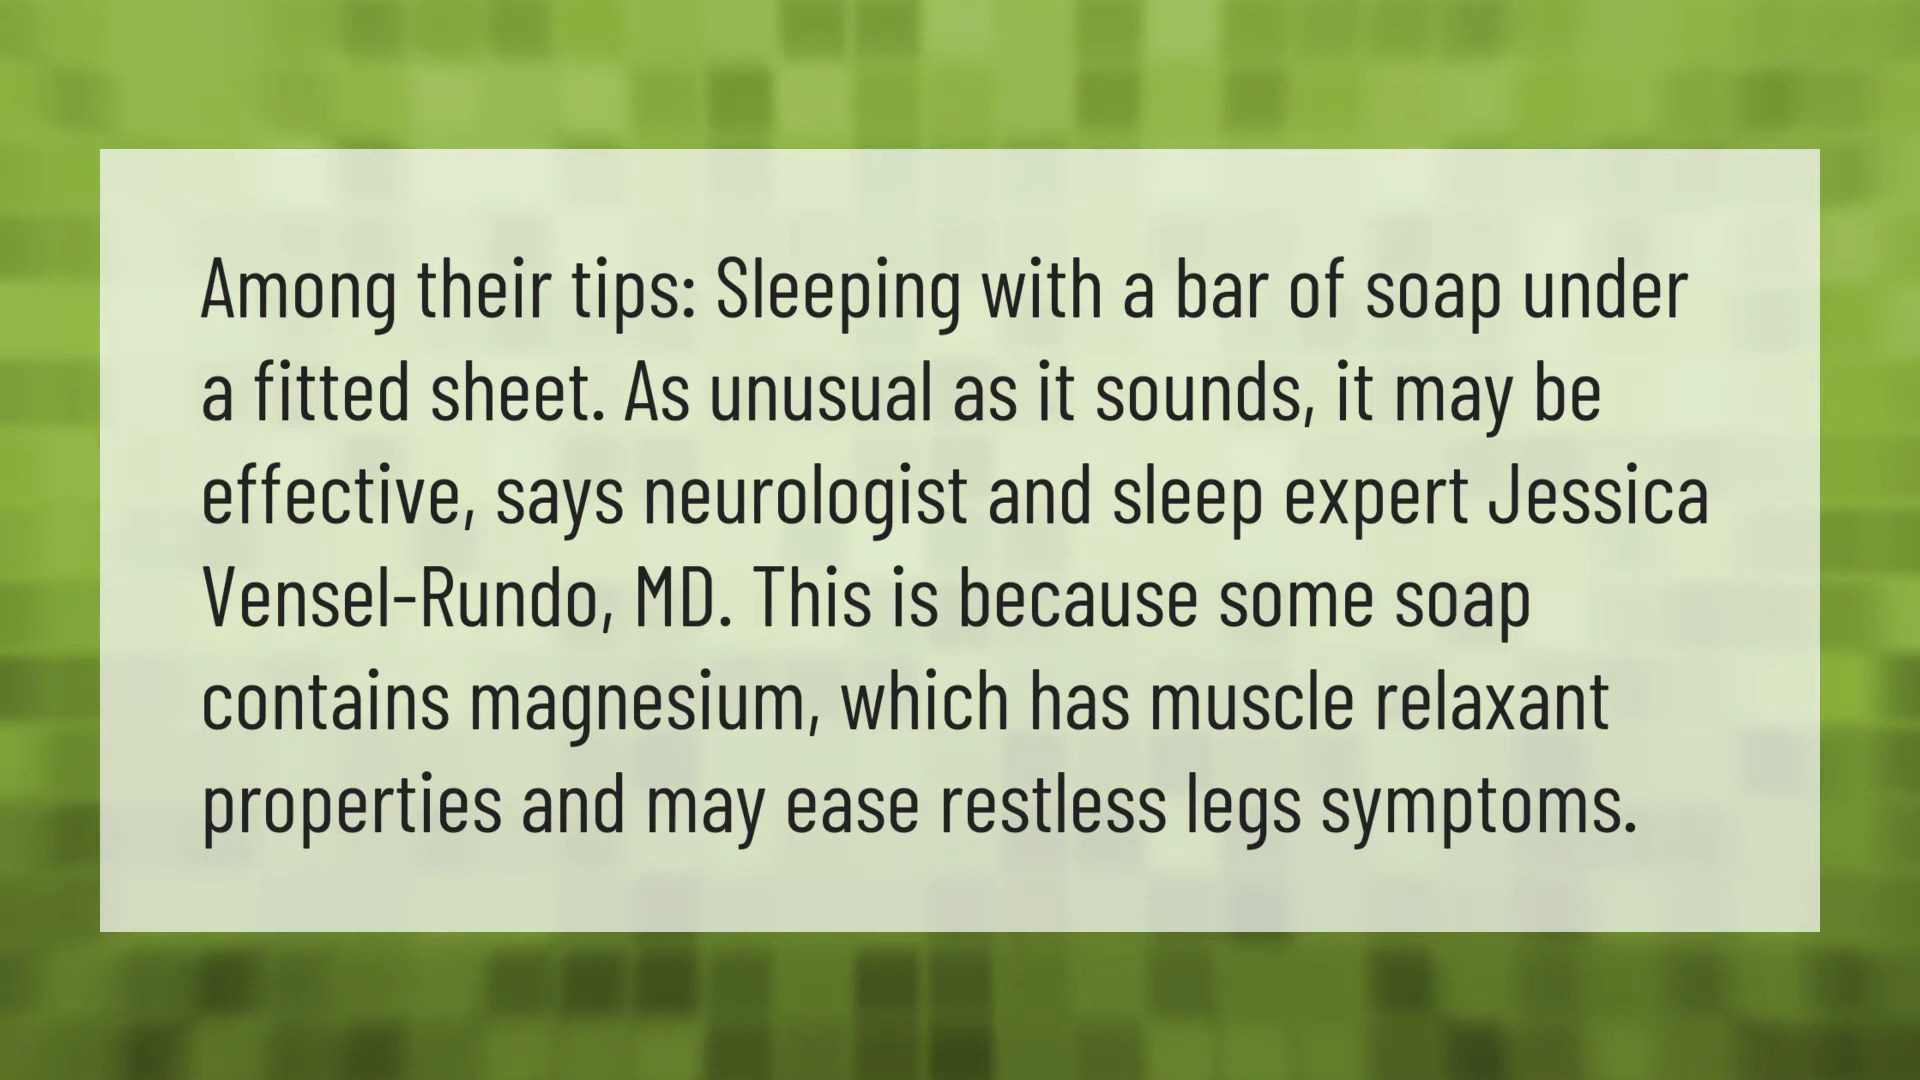 Among their tips: Sleeping with a bar of soap under
a fitted sheet. As unusual as it sounds, it may be
effective, says neurologist and sleep expert Jessica
Vensel-Rundo, MD. This is because some soap
contains magnesium, which has muscle relaxant
properties and may ease restless legs symptoms.